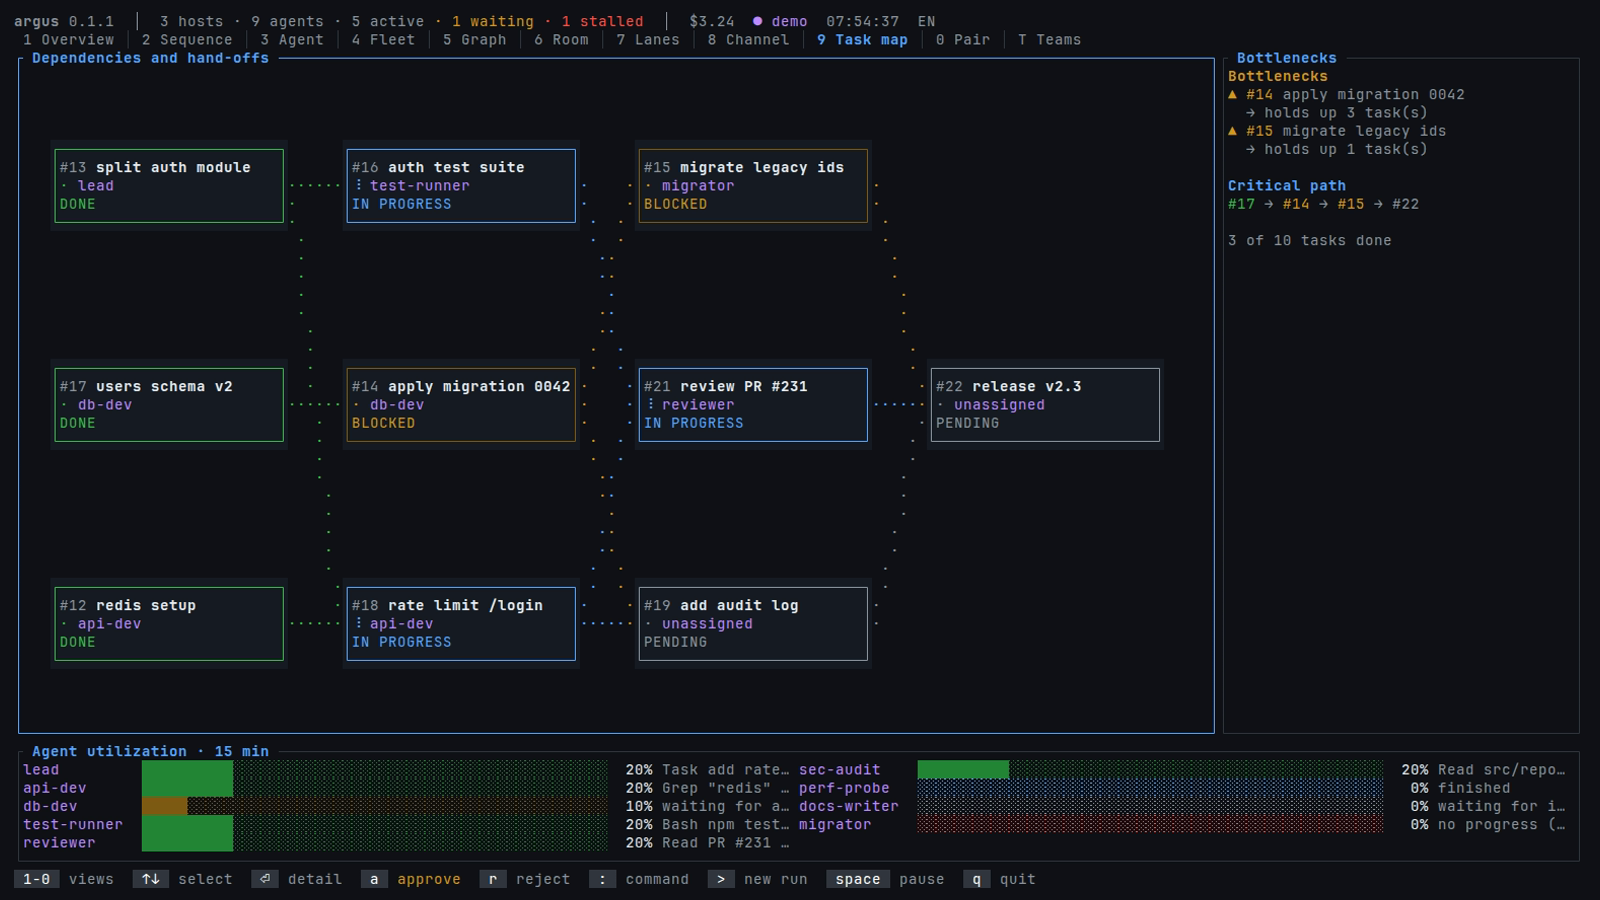 argus 0.1.1 │ 3 hosts · 9 agents · 5 active · 1 waiting · 1 stalled │ $3.24 ● demo 07:54:37 EN
1 Overview │ 2 Sequence │ 3 Agent │ 4 Fleet │ 5 Graph │ 6 Room │ 7 Lanes │ 8 Channel │ 9 Task map │ 0 Pair │ T Teams
Dependencies and hand-offs
#13 split auth module
· lead
DONE
#16 auth test suite
⋮ test-runner
IN PROGRESS
#15 migrate legacy ids
· migrator
BLOCKED
#17 users schema v2
· db-dev
DONE
#14 apply migration 0042
· db-dev
BLOCKED
#21 review PR #231
⋮ reviewer
IN PROGRESS
#22 release v2.3
· unassigned
PENDING
#12 redis setup
· api-dev
DONE
#18 rate limit /login
⋮ api-dev
IN PROGRESS
#19 add audit log
· unassigned
PENDING
Bottlenecks
Bottlenecks
▲ #14 apply migration 0042
→ holds up 3 task(s)
▲ #15 migrate legacy ids
→ holds up 1 task(s)
Critical path
#17 → #14 → #15 → #22
3 of 10 tasks done
Agent utilization · 15 min
lead 20% Task add rate…
api-dev 20% Grep "redis" …
db-dev 10% waiting for a…
test-runner 20% Bash npm test…
reviewer 20% Read PR #231 …
sec-audit 20% Read src/repo…
perf-probe 0% finished
docs-writer 0% waiting for i…
migrator 0% no progress (…
1-0 views ↑↓ select ⏎ detail a approve r reject : command > new run space pause q quit